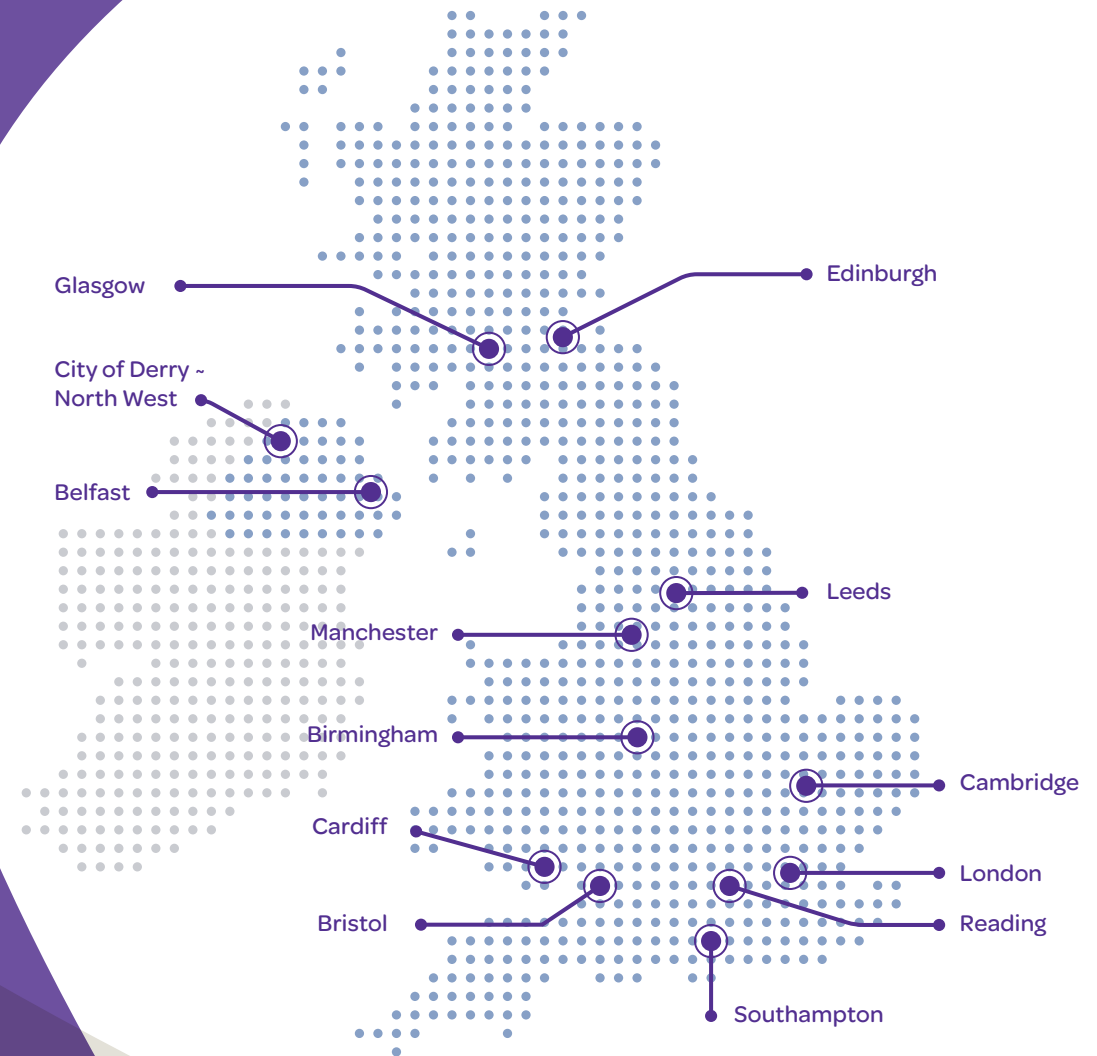 Edinburgh
Glasgow
City of Derry ~
North West
Belfast
Leeds
Manchester
Birmingham
Cambridge
Cardiff
London
Bristol
Reading
Southampton